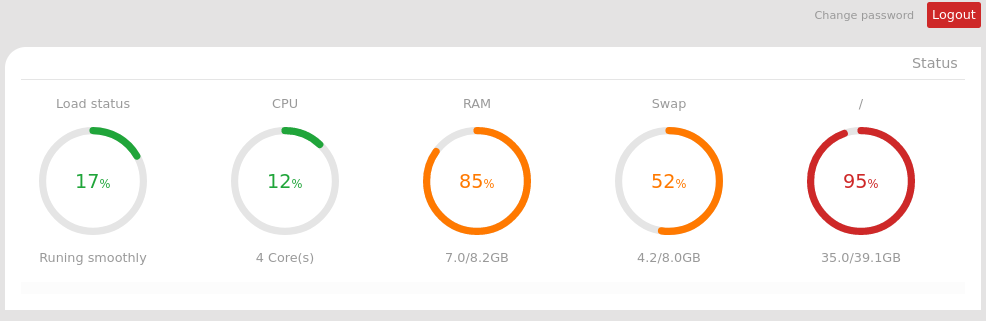 Change password
Logout
Status
Load status
CPU
RAM
Swap
/
17%
12%
85%
52%
95%
Runing smoothly
4 Core(s)
7.0/8.2GB
4.2/8.0GB
35.0/39.1GB